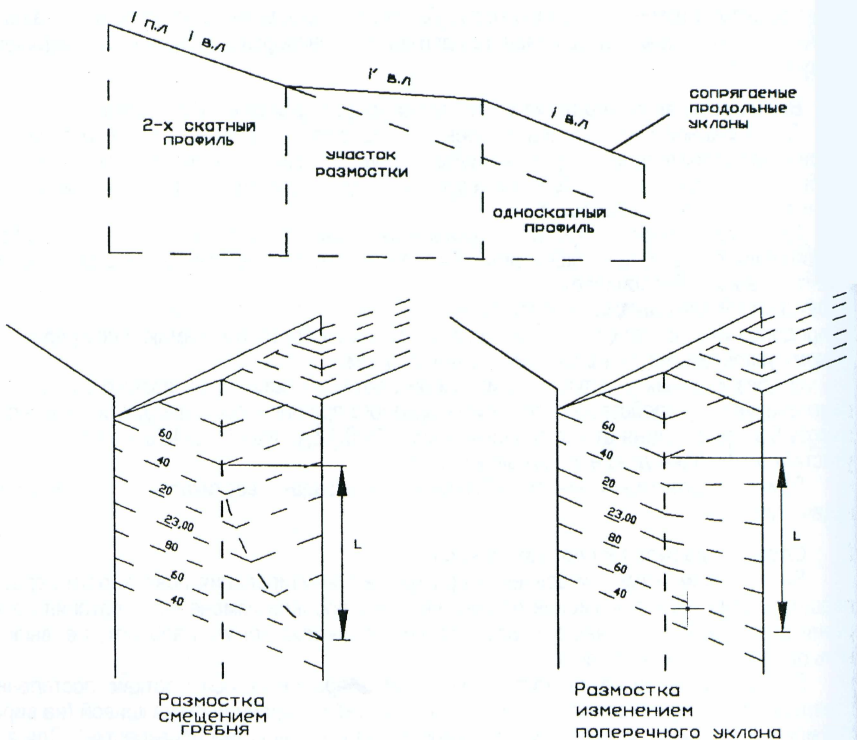 i п.л i в.л
i' в.л
i в.л
сопрягаемые
продольные
уклоны
2-х скатный
профиль
участок
размостки
односкатный
профиль
60
40
20
23,00
80
60
40
L
60
40
20
23,00
80
60
40
L
Размостка
смещением
гребня
Размостка
изменением
поперечного уклона